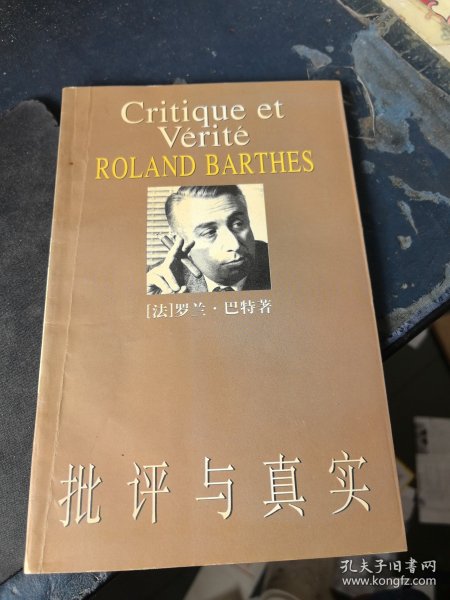 Critique et
Vérité
ROLAND BARTHES
[法]罗兰·巴特著
批评与真实
孔夫子旧书网
www.kongfz.com